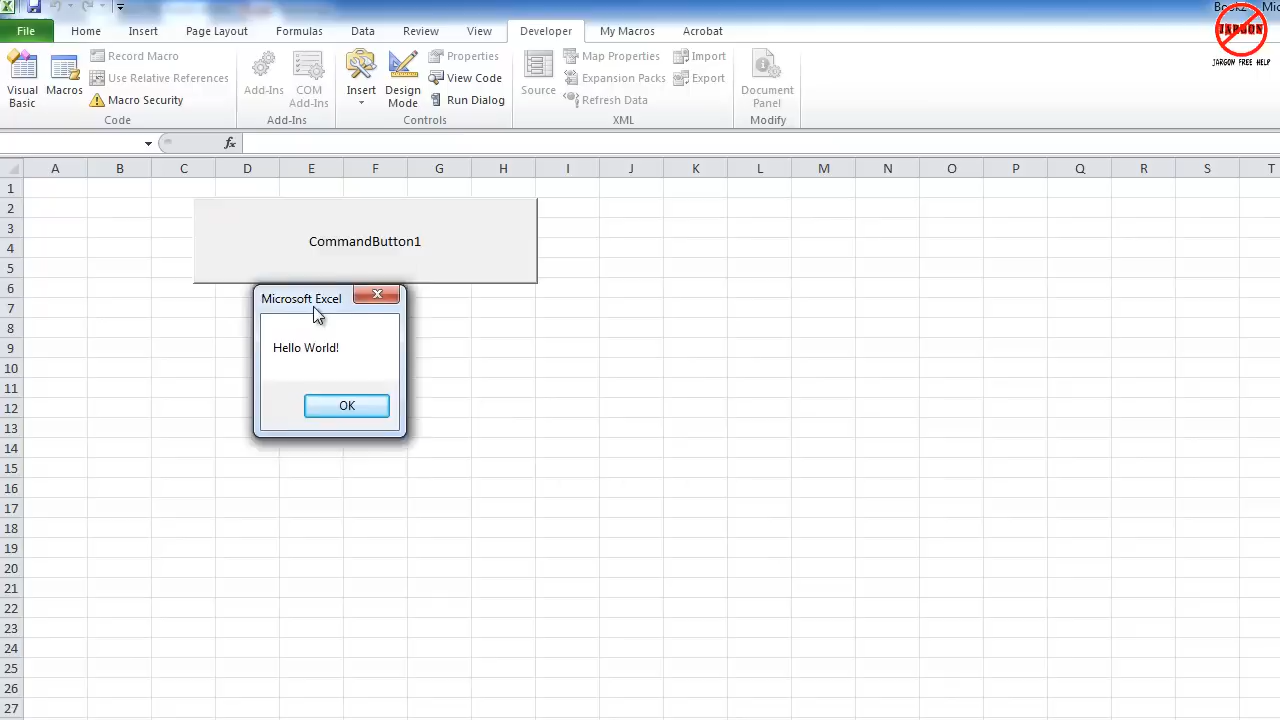 Book2 - Mic
File Home Insert Page Layout Formulas Data Review View Developer My Macros Acrobat
JARGON
JARGON FREE HELP
Visual Basic
Macros
Record Macro
Use Relative References
Macro Security
Code
Add-Ins
COM Add-Ins
Add-Ins
Insert
Design Mode
Properties
View Code
Run Dialog
Controls
Source
Map Properties
Expansion Packs
Refresh Data
Import
Export
XML
Document Panel
Modify
fx
A B C D E F G H I J K L M N O P Q R S T
1
2
3
CommandButton1
4
5
6
Microsoft Excel
7
8
Hello World!
9
10
11
OK
12
13
14
15
16
17
18
19
20
21
22
23
24
25
26
27